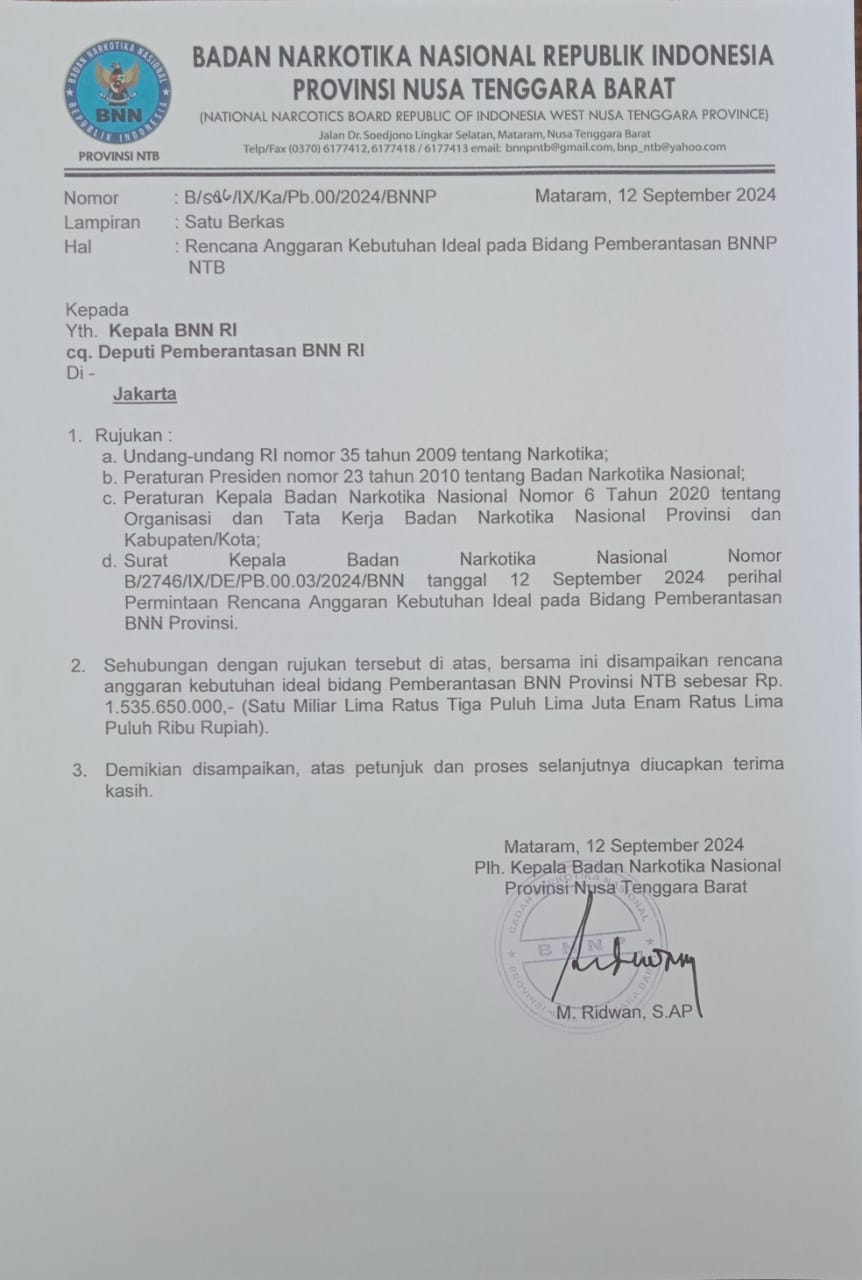 BADAN NARKOTIKA NASIONAL
BNN
REPUBLIK INDONESIA
PROVINSI NTB
BADAN NARKOTIKA NASIONAL REPUBLIK INDONESIA
PROVINSI NUSA TENGGARA BARAT
(NATIONAL NARCOTICS BOARD REPUBLIC OF INDONESIA WEST NUSA TENGGARA PROVINCE)
Jalan Dr. Soedjono Lingkar Selatan, Mataram, Nusa Tenggara Barat
Telp/Fax (0370) 6177412, 6177418 / 6177413 email: bnnpntb@gmail.com, bnp_ntb@yahoo.com
Nomor : B/ /IX/Ka/Pb.00/2024/BNNP Mataram, 12 September 2024
Lampiran : Satu Berkas
Hal : Rencana Anggaran Kebutuhan Ideal pada Bidang Pemberantasan BNNP
NTB
Kepada
Yth. Kepala BNN RI
cq. Deputi Pemberantasan BNN RI
Di -
Jakarta
1. Rujukan :
a. Undang-undang RI nomor 35 tahun 2009 tentang Narkotika;
b. Peraturan Presiden nomor 23 tahun 2010 tentang Badan Narkotika Nasional;
c. Peraturan Kepala Badan Narkotika Nasional Nomor 6 Tahun 2020 tentang
Organisasi dan Tata Kerja Badan Narkotika Nasional Provinsi dan
Kabupaten/Kota;
d. Surat Kepala Badan Narkotika Nasional Nomor
B/2746/IX/DE/PB.00.03/2024/BNN tanggal 12 September 2024 perihal
Permintaan Rencana Anggaran Kebutuhan Ideal pada Bidang Pemberantasan
BNN Provinsi.
2. Sehubungan dengan rujukan tersebut di atas, bersama ini disampaikan rencana
anggaran kebutuhan ideal bidang Pemberantasan BNN Provinsi NTB sebesar Rp.
1.535.650.000,- (Satu Miliar Lima Ratus Tiga Puluh Lima Juta Enam Ratus Lima
Puluh Ribu Rupiah).
3. Demikian disampaikan, atas petunjuk dan proses selanjutnya diucapkan terima
kasih.
Mataram, 12 September 2024
Plh. Kepala Badan Narkotika Nasional
Provinsi Nusa Tenggara Barat
BADAN NARKOTIKA NASIONAL
BNNP
M. Ridwan, S.AP